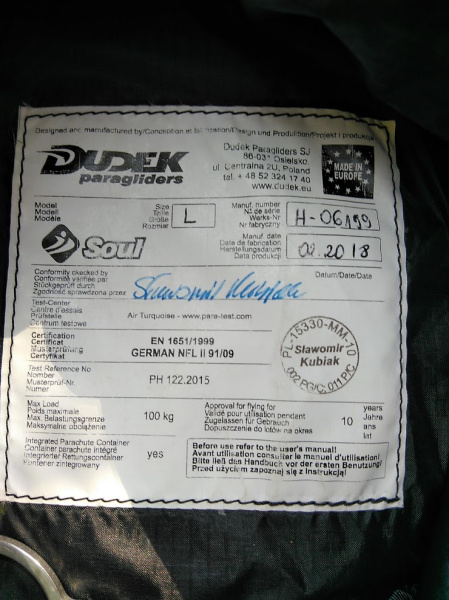 Designed and manufactured by/Conception et fabrication/Design und Produktion/Projekt i produkcja
DUDEK
paragliders
Dudek Paragliders SJ
86-031 Osielsko
ul. Centralna 2U, Poland
tel. + 48 52 324 17 40
www.dudek.eu
MADE IN
EUROPE
Model
Modell
Modèle
Size
Taille
Größe
Rozmiar
L
Manuf. number
Nº de série
Werks-Nr
Nr fabryczny
H-06199
Soul
Manuf. date
Date de fabrication
Herstellungsdatum
Data produkcji
02.2018
Conformity checked by
Conformité vérifiée par
Stückgeprüft durch
Zgodność sprawdzona przez
Datum/Date/Date
Test-Center
Centre d'essais
Prüfstelle
Centrum testowe
Air Turquoise - www.para-test.com
Certification
Certificat
Musterprüfung
Certyfikat
EN 1651/1999
GERMAN NFL II 91/09
PL-15330-MM-10
Sławomir
Kubiak
002 PG/C, 011 P/C
Test Reference No
Number
Musterprüf-Nr
Numer
PH 122.2015
Max Load
Poids maximale
Max. Belastungsgrenze
Maksymalne obciążenie
100 kg
Approval for flying for
Validé pour utilisation pendant
Zugelassen für Gebrauch
Dopuszczenie do lotów na okres
10
years
Jahre
ans
lat
Integrated Parachute Container
Container parachute intégré
Integrierter Rettungscontainer
Kontener zintegrowany
yes
Before use refer to the user's manual!
Avant utilisation consulter le manuel d'utilisation!
Bitte ließ das Handbuch vor der ersten Benutzung!
Przed użyciem zapoznaj się z Instrukcją!